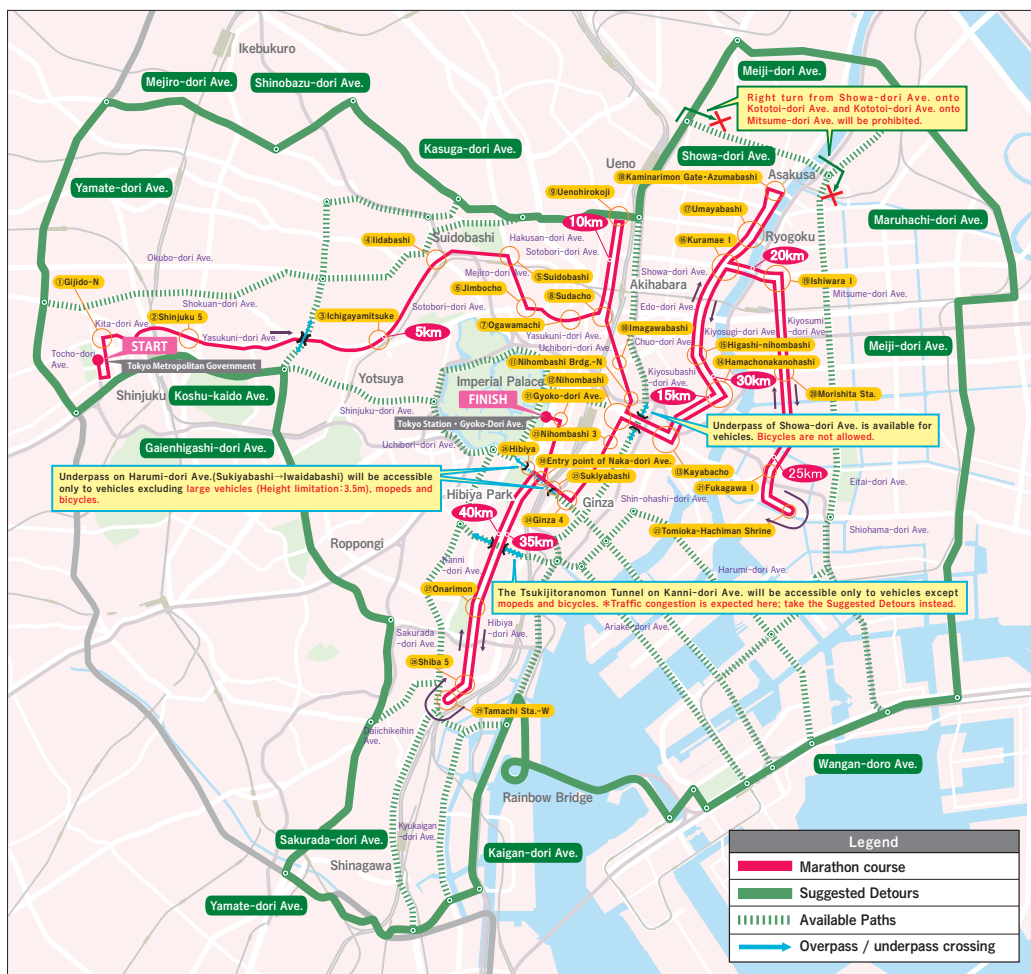 Ikebukuro
Mejiro-dori Ave.
Shinobazu-dori Ave.
Meiji-dori Ave.
Right turn from Showa-dori Ave. onto
Kototoi-dori Ave. and Kototoi-dori Ave. onto
Mitsume-dori Ave. will be prohibited.
Kasuga-dori Ave.
Ueno
Showa-dori Ave.
⑱Kaminarimon Gate・Azumabashi
Asakusa
Yamate-dori Ave.
⑨Uenohirokoji
⑰Umayabashi
Maruhachi-dori Ave.
10km
④Iidabashi
Suidobashi
Hakusan-dori Ave.
Sotobori-dori Ave.
⑯Kuramae 1
Ryogoku
20km
Okubo-dori Ave.
Mejiro-dori Ave.
⑤Suidobashi
Showa-dori Ave.
⑲Ishiwara 1
①Gijido-N
⑥Jimbocho
⑧Sudacho
Akihabara
Mitsume-dori Ave.
Shokuan-dori Ave.
Sotobori-dori Ave.
Edo-dori Ave.
Kita-dori Ave.
②Shinjuku 5
③Ichigayamitsuke
⑦Ogawamachi
⑩Imagawabashi
Kiyosugi-dori Ave.
Kiyosumi
-dori Ave.
START
Yasukuni-dori Ave.
5km
Yasukuni-dori Ave.
Chuo-dori Ave.
⑮Higashi-nihombashi
Meiji-dori Ave.
Tocho-dori
Ave.
Tokyo Metropolitan Government
Uchibori-dori Ave.
⑪Nihombashi Brdg.-N
⑭Hamachonakanohashi
Yotsuya
Imperial Palace
⑫Nihombashi
Kiyosubashi
-dori Ave.
30km
Shinjuku
Koshu-kaido Ave.
㉛Gyoko-dori Ave.
15km
⑳Morishita Sta.
FINISH
Shinjuku-dori Ave.
Tokyo Station・Gyoko-Dori Ave.
Underpass of Showa-dori Ave. is available for
vehicles. Bicycles are not allowed.
Gaienhigashi-dori Ave.
Uchibori-dori Ave.
㉓Nihombashi 3
㉖Hibiya
㉚Entry point of Naka-dori Ave.
⑬Kayabacho
25km
Underpass on Harumi-dori Ave.(Sukiyabashi→Iwaidabashi) will be accessible
only to vehicles excluding large vehicles (Height limitation:3.5m), mopeds and
bicycles.
㉕Sukiyabashi
㉑Fukagawa 1
Eitai-dori Ave.
Hibiya Park
Ginza
Shin-ohashi-dori Ave.
40km
㉔Ginza 4
㉒Tomioka-Hachiman Shrine
Shiohama-dori Ave.
Roppongi
35km
Kanni
-dori Ave.
Harumi-dori Ave.
㉗Onarimon
The Tsukijitoranomon Tunnel on Kanni-dori Ave. will be accessible only to vehicles except
mopeds and bicycles. ＊Traffic congestion is expected here; take the Suggested Detours instead.
Hibiya
-dori Ave.
Ariake-dori Ave.
Sakurada
-dori Ave.
㉘Shiba 5
㉙Tamachi Sta.-W
Daiichikeihin
Ave.
Wangan-doro Ave.
Rainbow Bridge
Kyukaigan
-dori Ave.
Sakurada-dori Ave.
Kaigan-dori Ave.
Shinagawa
Yamate-dori Ave.
Legend
Marathon course
Suggested Detours
Available Paths
Overpass / underpass crossing